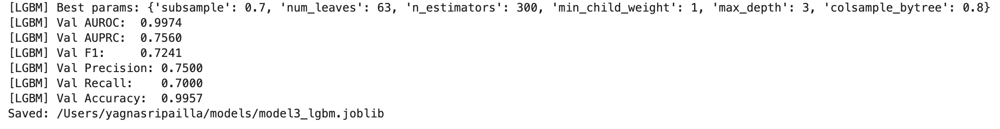 [LGBM] Best params: {'subsample': 0.7, 'num_leaves': 63, 'n_estimators': 300, 'min_child_weight': 1, 'max_depth': 3, 'colsample_bytree': 0.8}
[LGBM] Val AUROC:  0.9974
[LGBM] Val AUPRC:  0.7560
[LGBM] Val F1:     0.7241
[LGBM] Val Precision: 0.7500
[LGBM] Val Recall:    0.7000
[LGBM] Val Accuracy:  0.9957
Saved: /Users/yagnasripailla/models/model3_lgbm.joblib